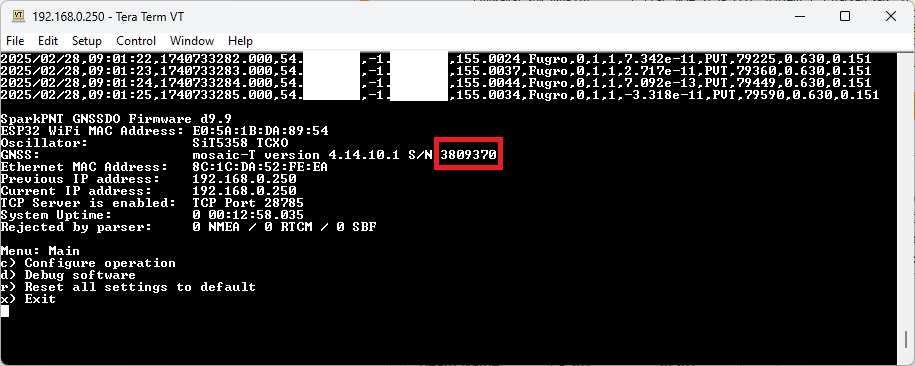 192.168.0.250 - Tera Term VT
File Edit Setup Control Window Help
2025/02/28,09:01:22,1740733282.000,54. ,-1. ,155.0024,Fugro,0,1,1,7.342e-11,PVT,79225,0.630,0.151
2025/02/28,09:01:23,1740733283.000,54. ,-1. ,155.0037,Fugro,0,1,1,2.717e-11,PVT,79360,0.630,0.151
2025/02/28,09:01:24,1740733284.000,54. ,-1. ,155.0044,Fugro,0,1,1,7.092e-13,PVT,79449,0.630,0.151
2025/02/28,09:01:25,1740733285.000,54. ,-1. ,155.0034,Fugro,0,1,1,-3.318e-11,PVT,79590,0.630,0.151
SparkPNT GNSSDO Firmware d9.9
ESP32 WiFi MAC Address: E0:5A:1B:DA:89:54
Oscillator: SiT5358 TCXO
GNSS: mosaic-T version 4.14.10.1 S/N 3809370
Ethernet MAC Address: 8C:1C:DA:52:FE:EA
Previous IP address: 192.168.0.250
Current IP address: 192.168.0.250
TCP Server is enabled: TCP Port 28785
System Uptime: 0 00:12:58.035
Rejected by parser: 0 NMEA / 0 RTCM / 0 SBF
Menu: Main
c) Configure operation
d) Debug software
r) Reset all settings to default
x) Exit